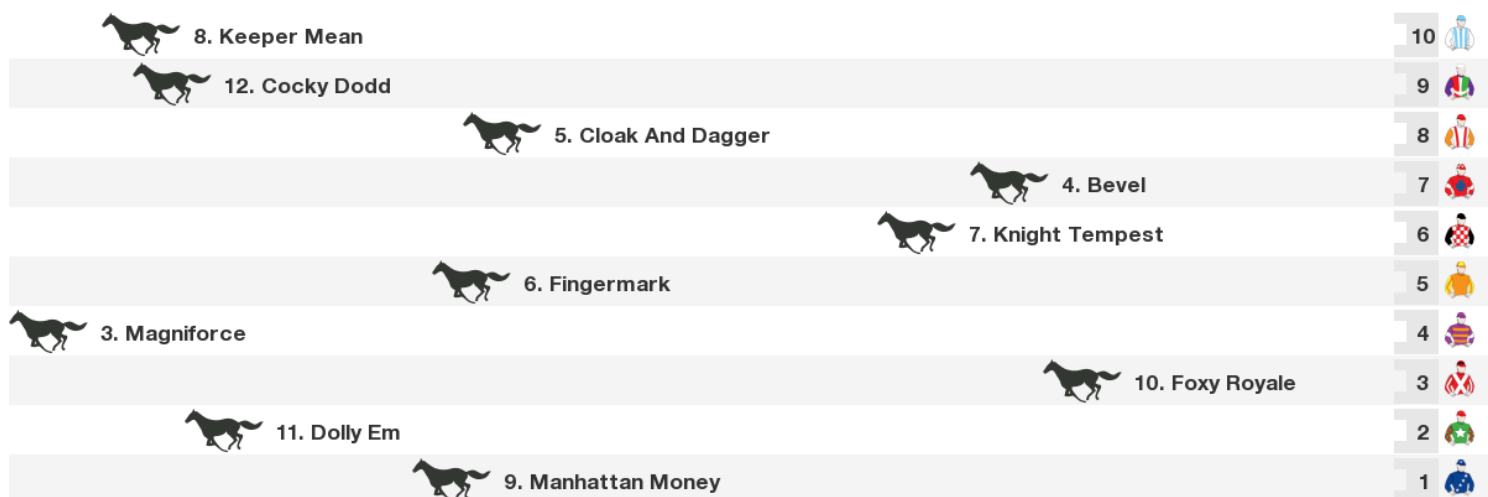 8. Keeper Mean 10
12. Cocky Dodd 9
5. Cloak And Dagger 8
4. Bevel 7
7. Knight Tempest 6
6. Fingermark 5
3. Magniforce 4
10. Foxy Royale 3
11. Dolly Em 2
9. Manhattan Money 1